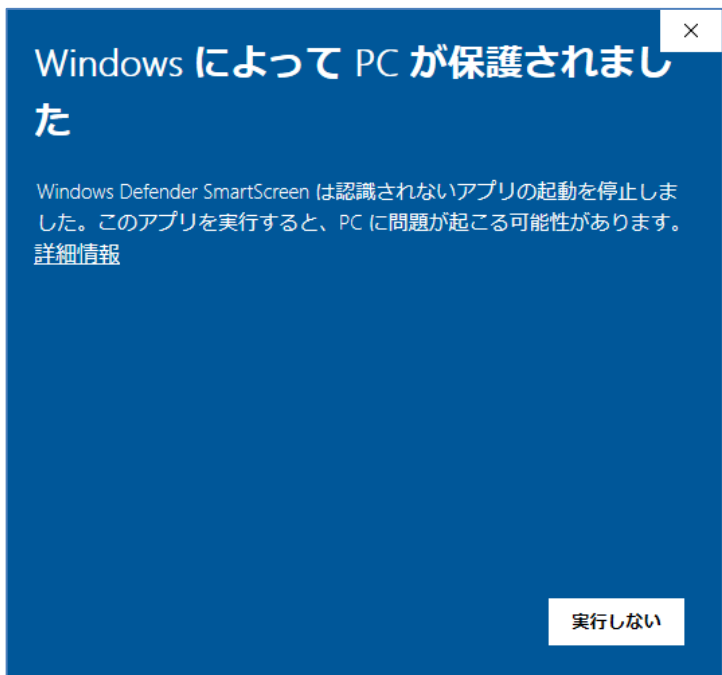 Windows によって PC が保護されまし
た
Windows Defender SmartScreen は認識されないアプリの起動を停止しま
した。このアプリを実行すると、PC に問題が起こる可能性があります。
詳細情報
実行しない